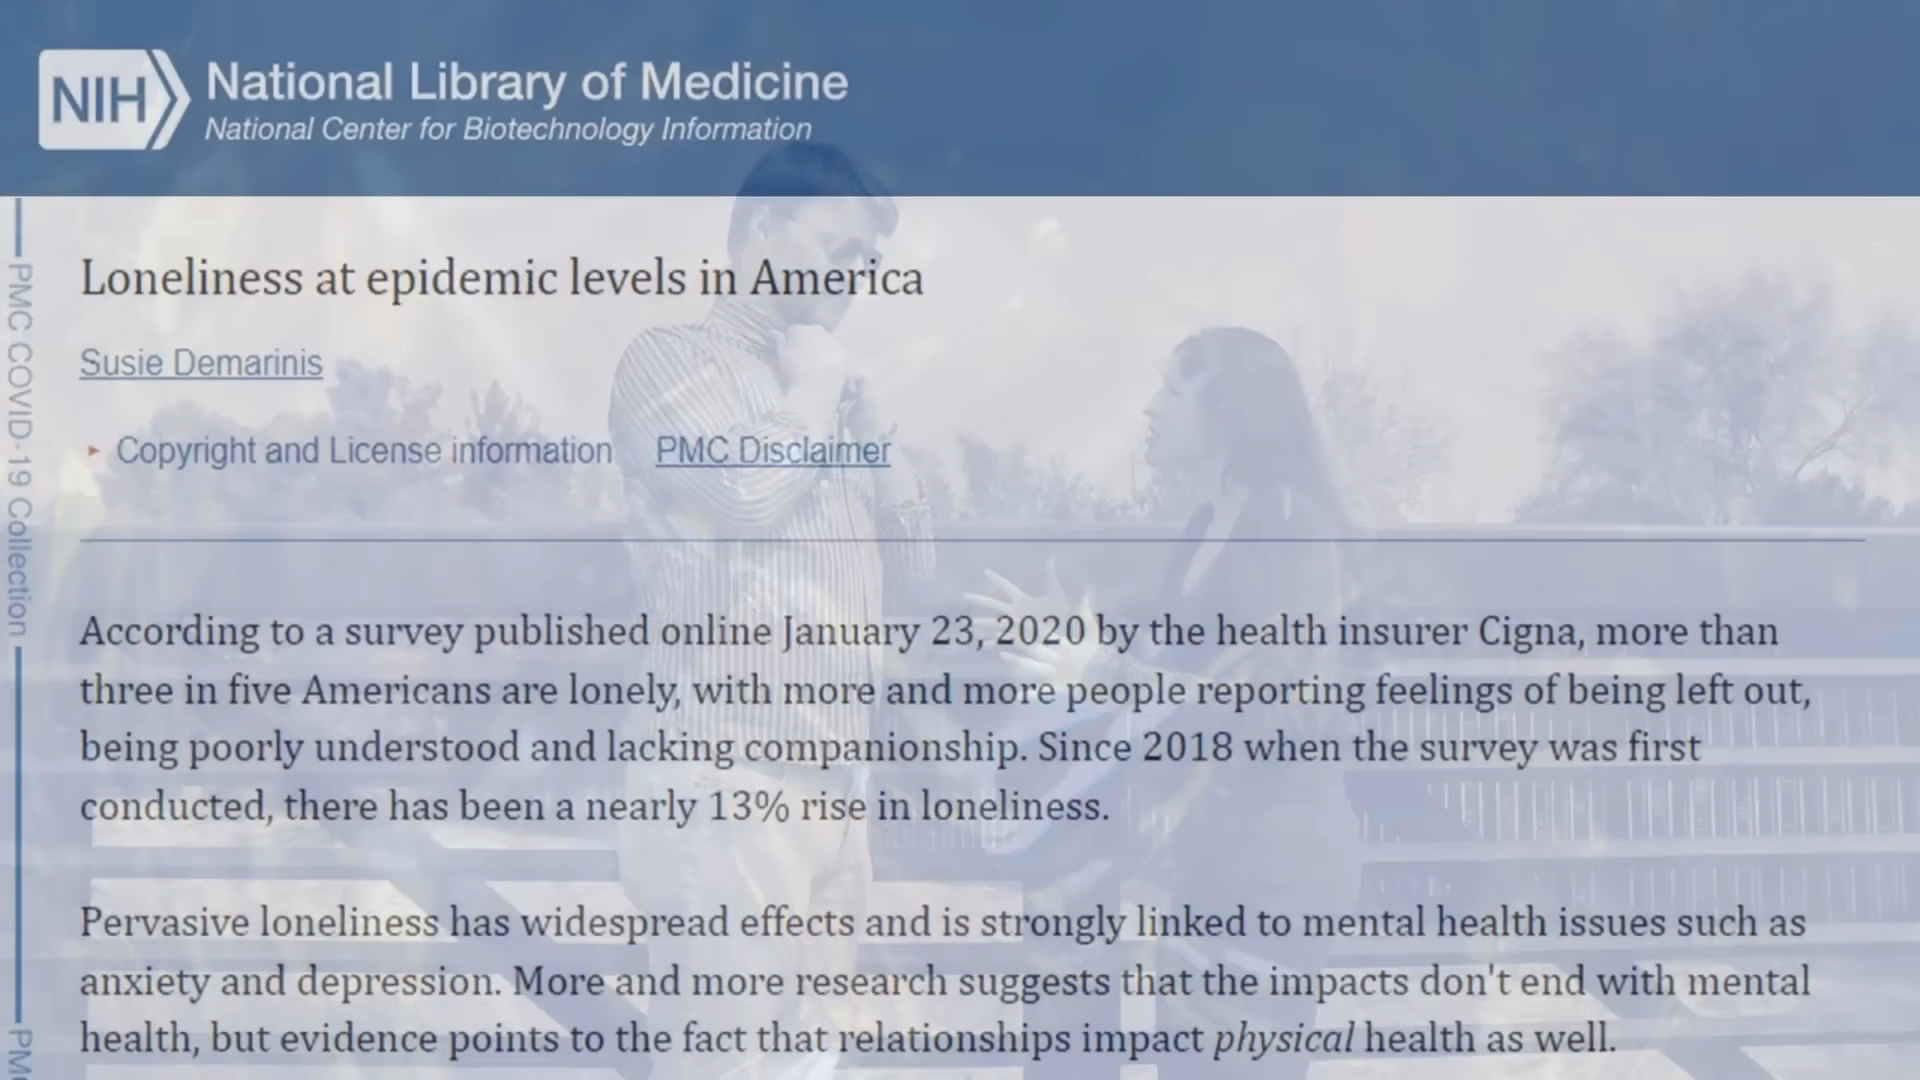 NIH
National Library of Medicine
National Center for Biotechnology Information
PMC COVID-19 Collection
Loneliness at epidemic levels in America
Susie Demarinis
Copyright and License information PMC Disclaimer
According to a survey published online January 23, 2020 by the health insurer Cigna, more than
three in five Americans are lonely, with more and more people reporting feelings of being left out,
being poorly understood and lacking companionship. Since 2018 when the survey was first
conducted, there has been a nearly 13% rise in loneliness.
Pervasive loneliness has widespread effects and is strongly linked to mental health issues such as
anxiety and depression. More and more research suggests that the impacts don't end with mental
health, but evidence points to the fact that relationships impact physical health as well.